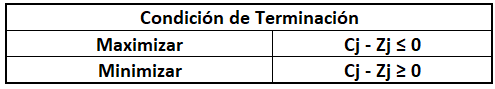 Condición de Terminación
Maximizar Cj - Zj ≤ 0
Minimizar Cj - Zj ≥ 0